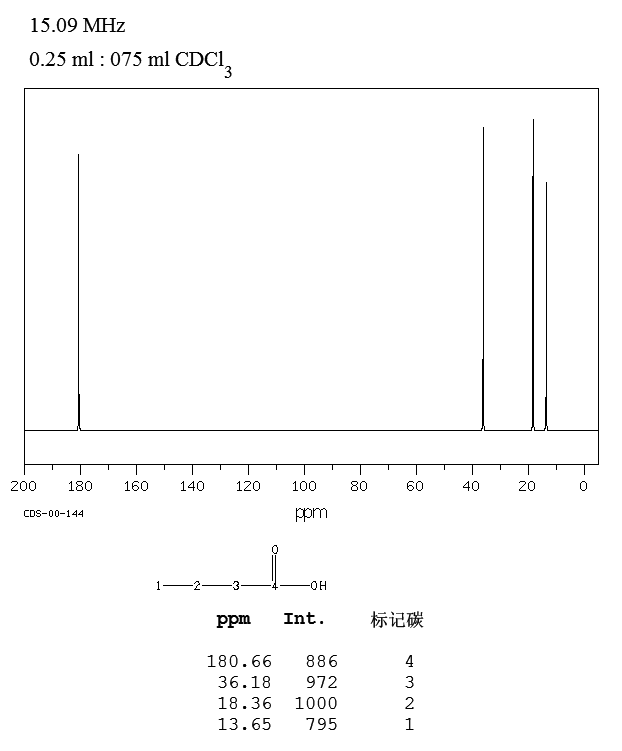 15.09 MHz
0.25 ml : 075 ml CDCl3
200 180 160 140 120 100 80 60 40 20 0
CDS-00-144
ppm
O
1 2 3 4 OH
ppm Int. 标记碳
180.66 886 4
36.18 972 3
18.36 1000 2
13.65 795 1